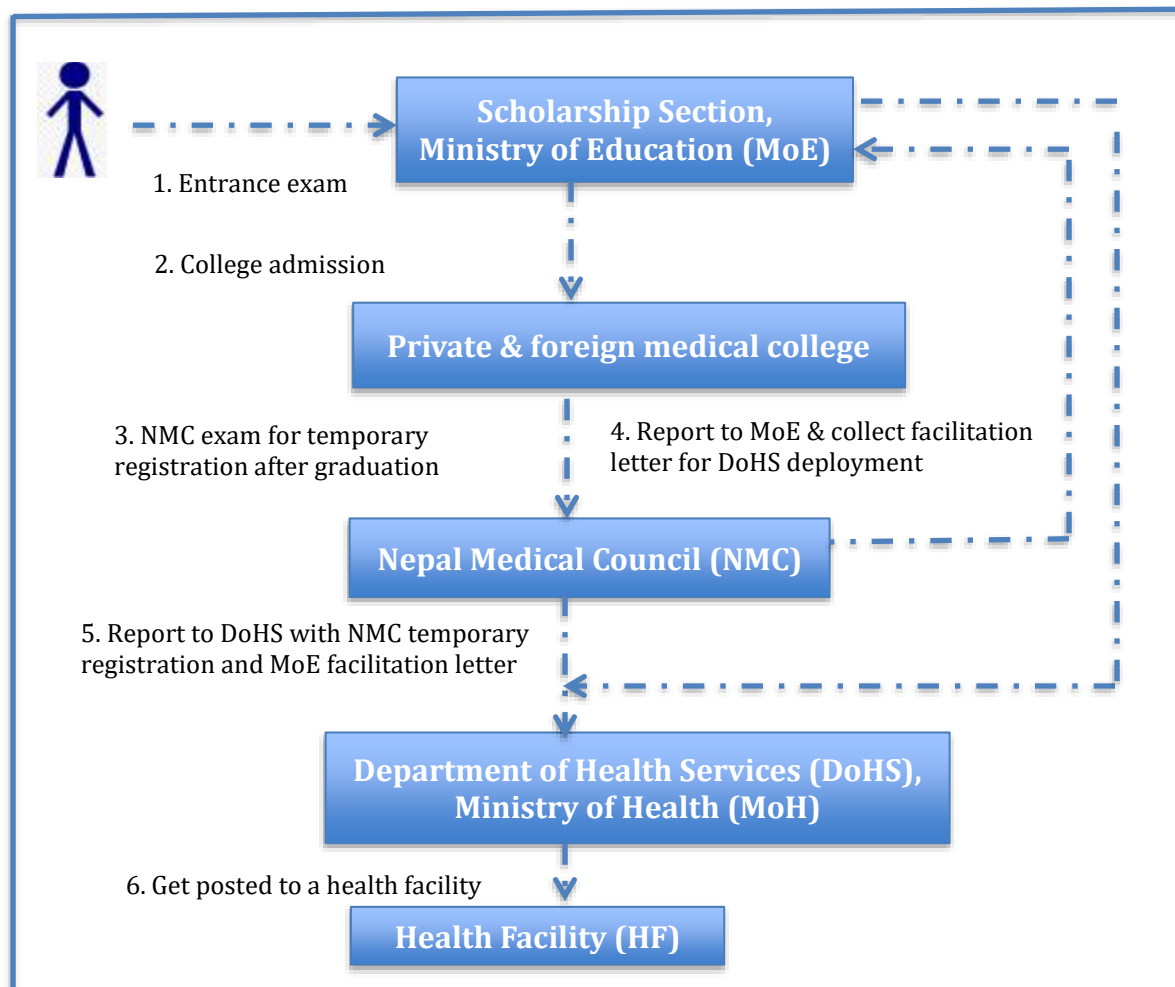 Scholarship Section,
Ministry of Education (MoE)
1. Entrance exam
2. College admission
Private & foreign medical college
3. NMC exam for temporary
registration after graduation
4. Report to MoE & collect facilitation
letter for DoHS deployment
Nepal Medical Council (NMC)
5. Report to DoHS with NMC temporary
registration and MoE facilitation letter
Department of Health Services (DoHS),
Ministry of Health (MoH)
6. Get posted to a health facility
Health Facility (HF)